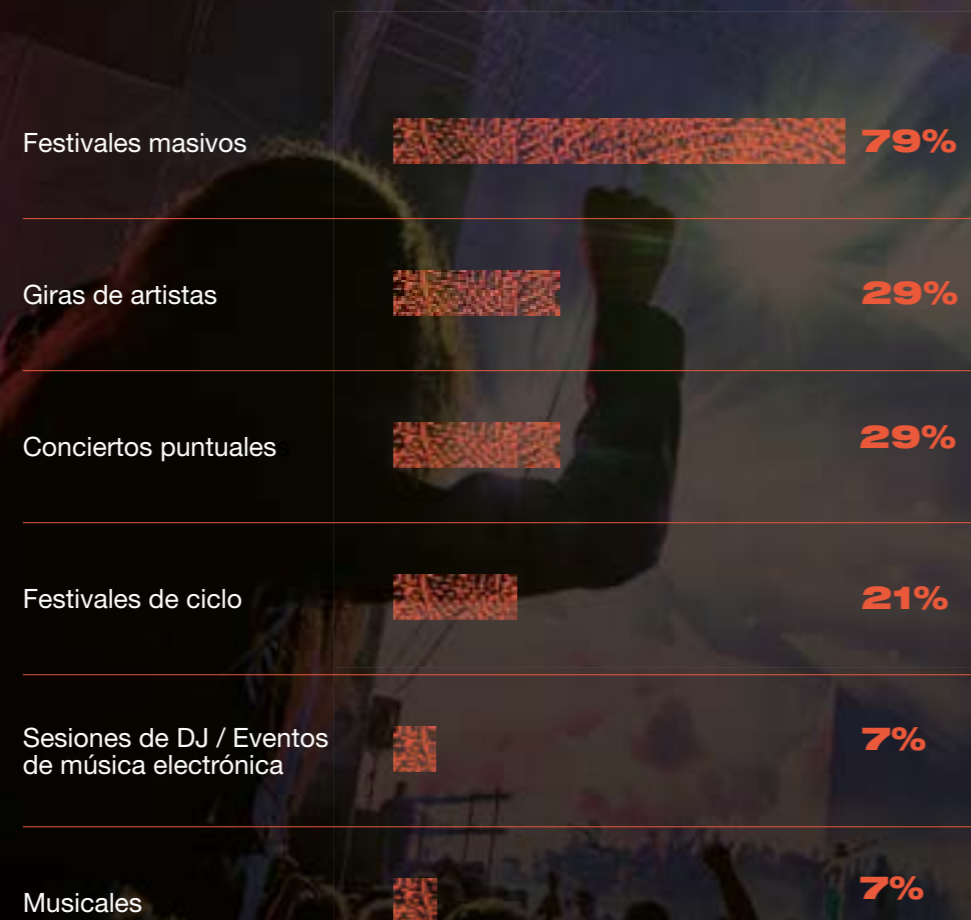 Festivales masivos 79%
Giras de artistas 29%
Conciertos puntuales 29%
Festivales de ciclo 21%
Sesiones de DJ / Eventos
de música electrónica 7%
Musicales 7%